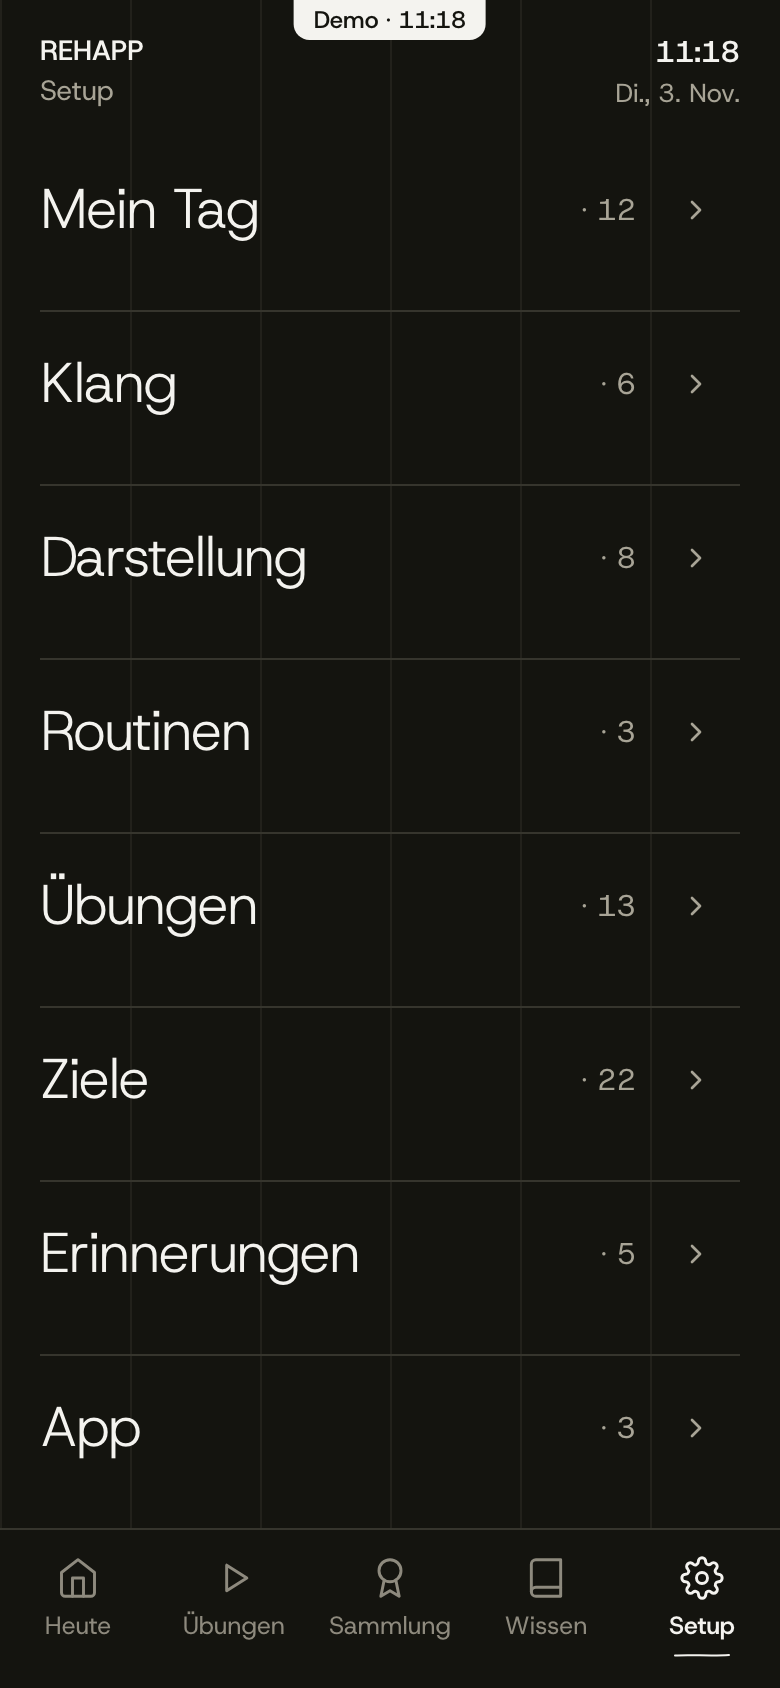 Demo · 11:18
REHAPP 11:18
Setup Di., 3. Nov.
Mein Tag · 12
Klang · 6
Darstellung · 8
Routinen · 3
Übungen · 13
Ziele · 22
Erinnerungen · 5
App · 3
Heute Übungen Sammlung Wissen Setup